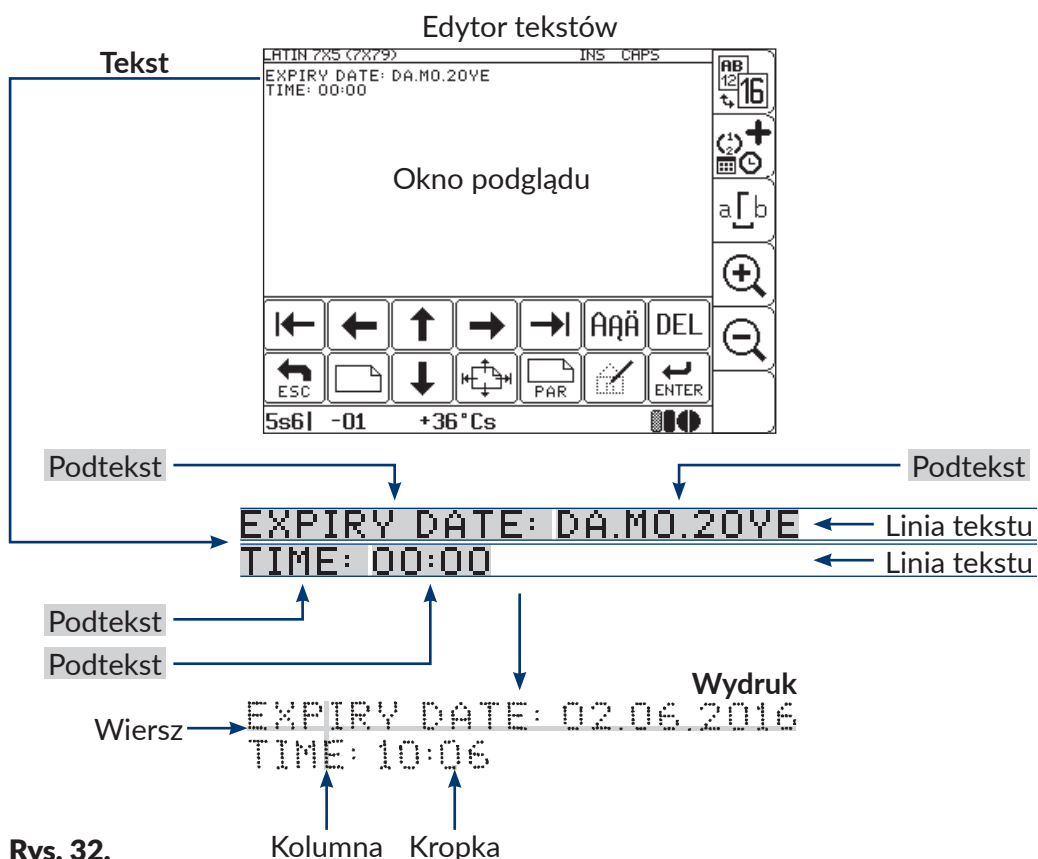 Edytor tekstów
Tekst
LATIN 7X5 (7X79) INS CAPS
EXPIRY DATE: DA.MO.20YE
TIME: 00:00
Okno podglądu
AB
12 16
1
2
a b
AĄÄ DEL
ESC PAR ENTER
5s6| -01 +36°Cs
Podtekst Podtekst
EXPIRY DATE: DA.MO.20YE Linia tekstu
TIME: 00:00 Linia tekstu
Podtekst
Podtekst
Wydruk
Wiersz EXPIRY DATE: 02.06.2016
TIME: 10:06
Kolumna Kropka
Rys. 32.